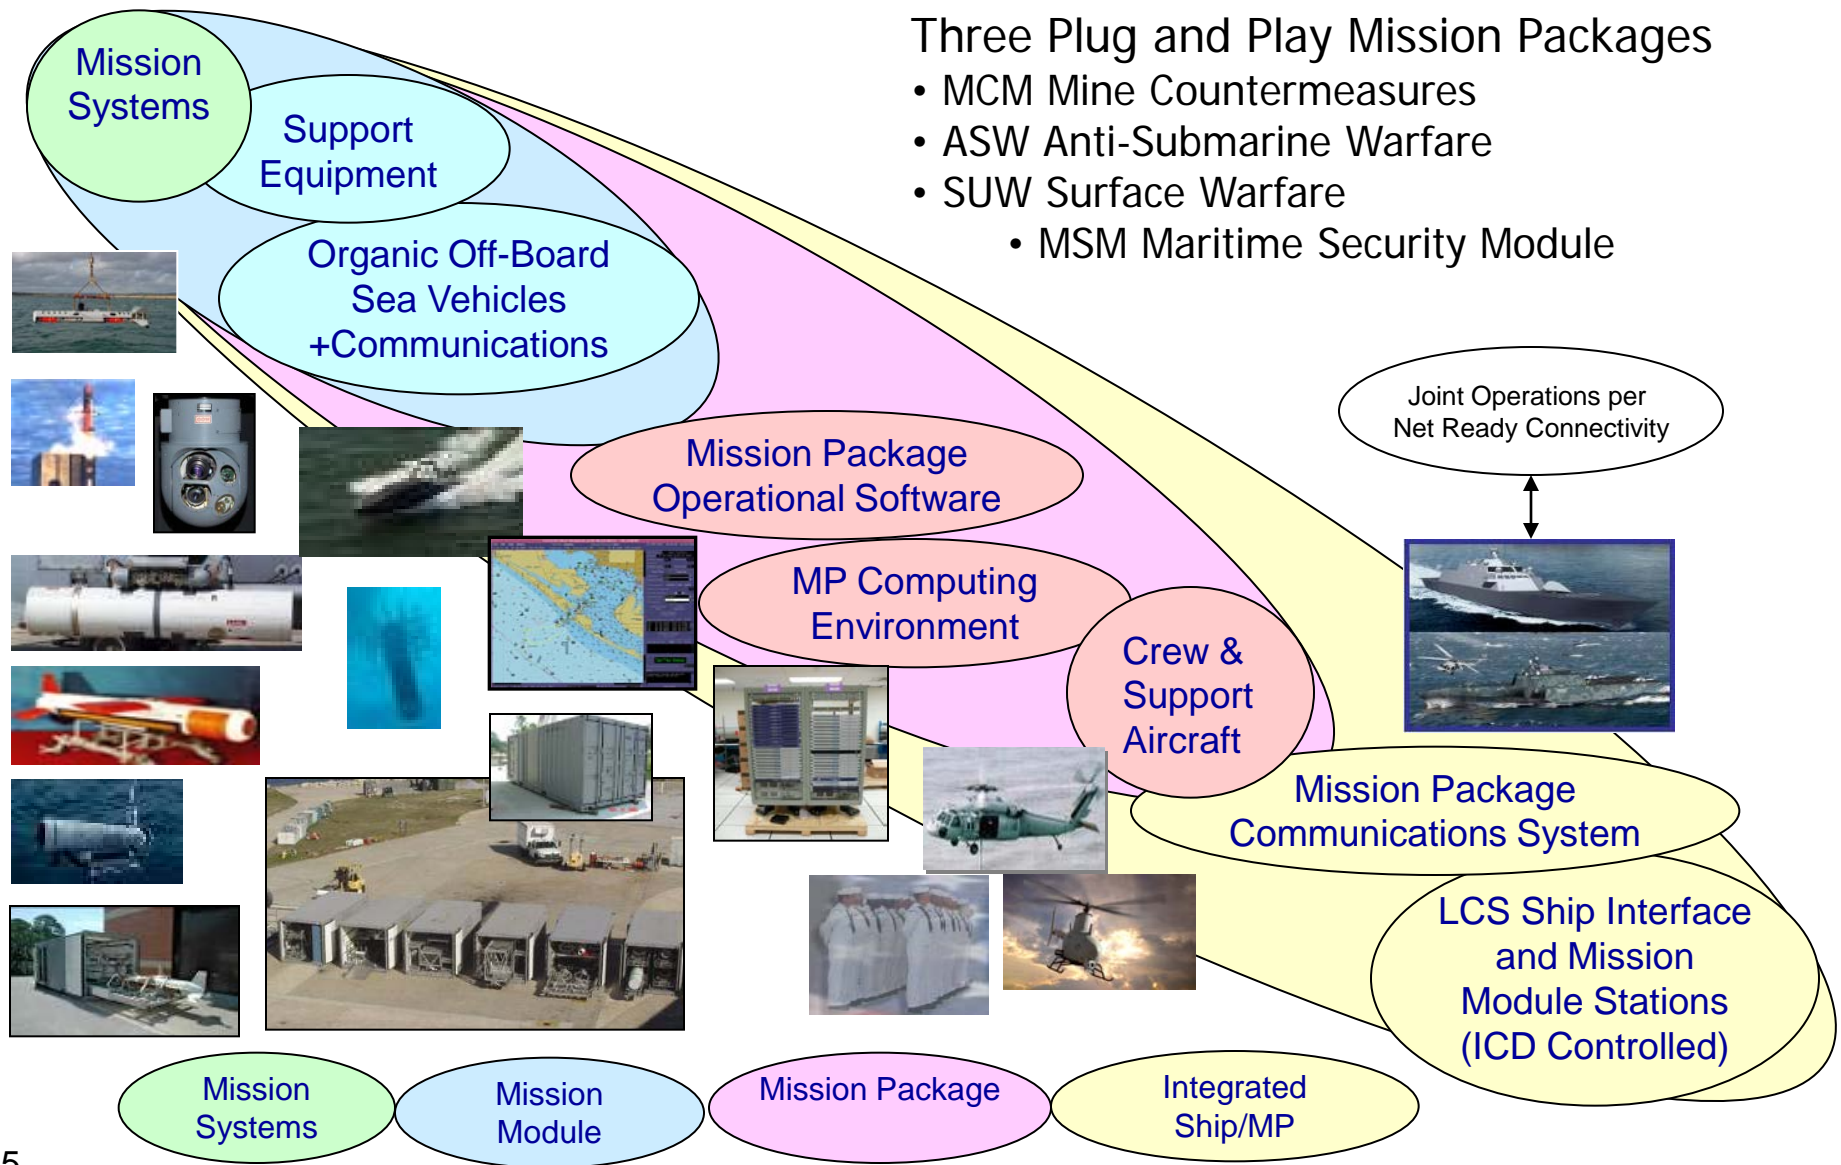 Three Plug and Play Mission Packages
• MCM Mine Countermeasures
• ASW Anti-Submarine Warfare
• SUW Surface Warfare
• MSM Maritime Security Module
Mission
Systems
Support
Equipment
Organic Off-Board
Sea Vehicles
+Communications
Mission Package
Operational Software
MP Computing
Environment
Crew &
Support
Aircraft
Joint Operations per
Net Ready Connectivity
Mission Package
Communications System
LCS Ship Interface
and Mission
Module Stations
(ICD Controlled)
Mission
Systems
Mission
Module
Mission Package
Integrated
Ship/MP
5